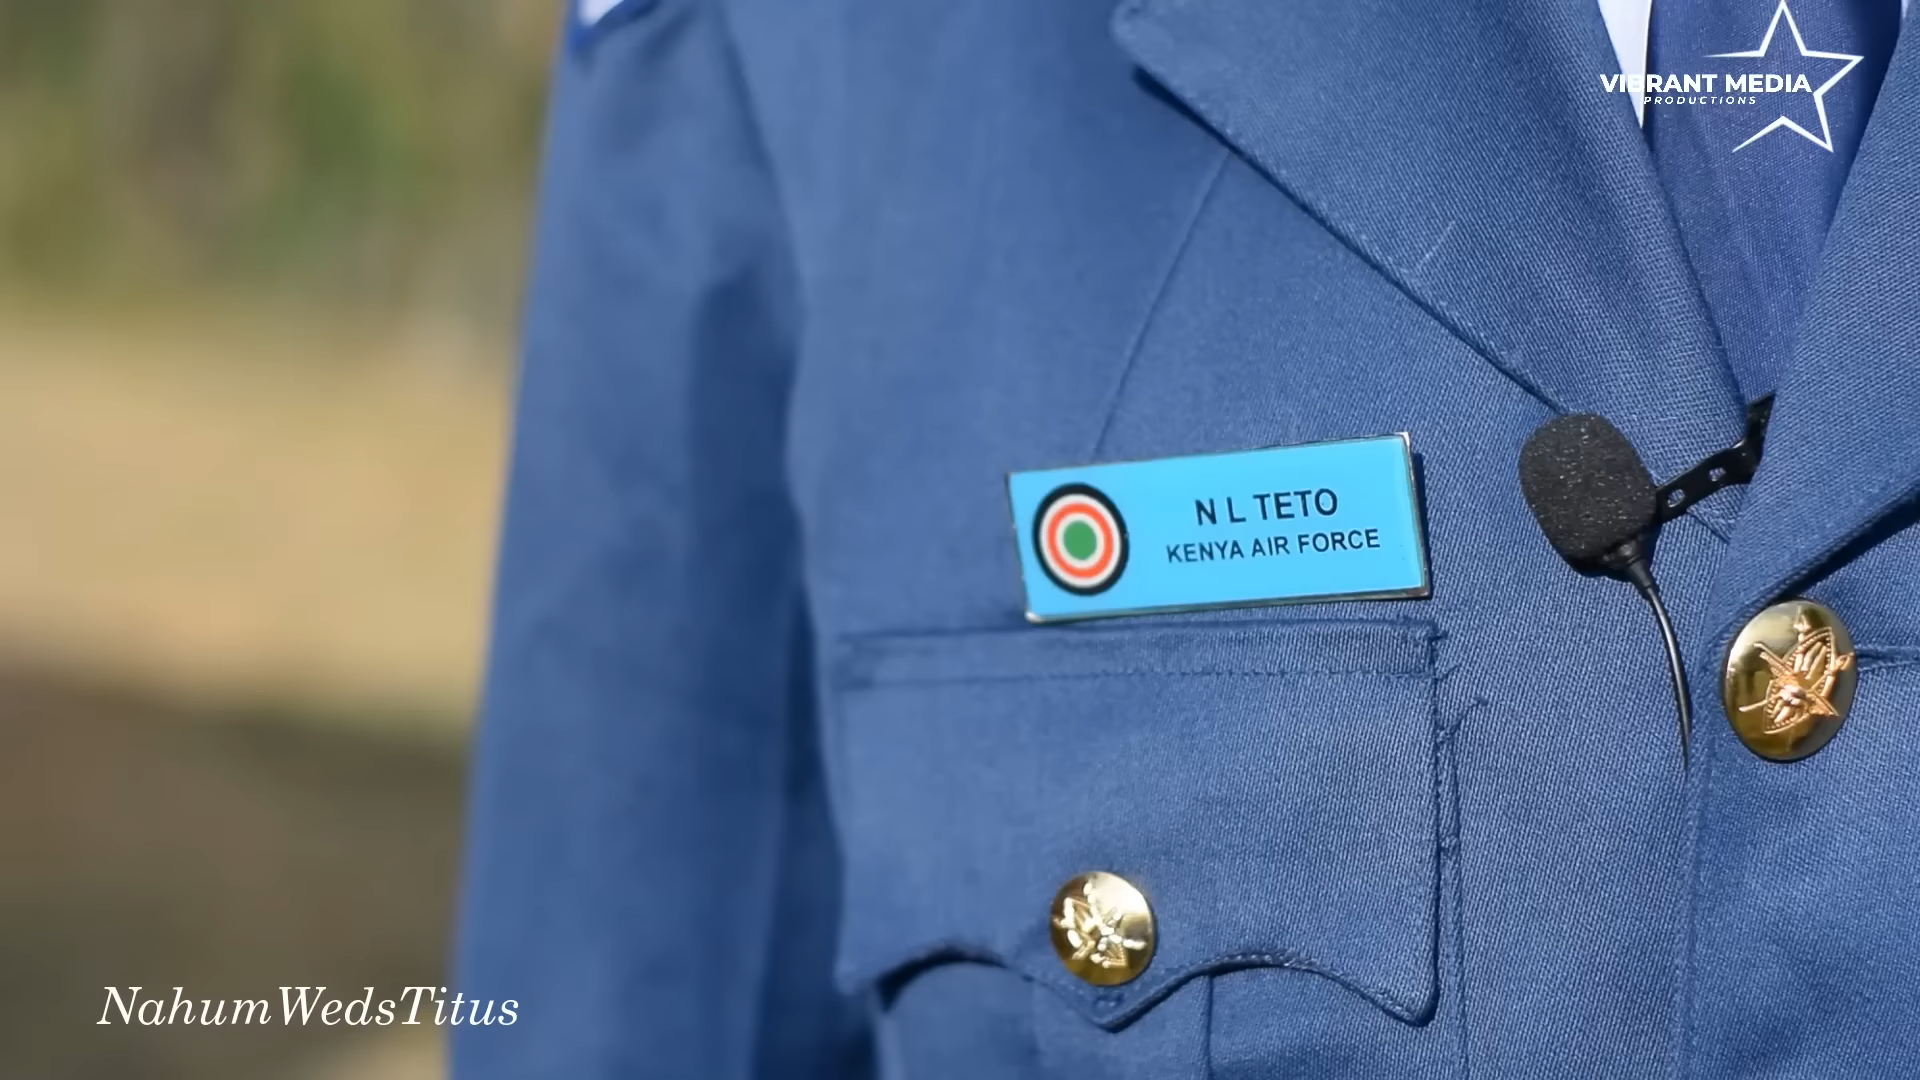 VIBRANT MEDIA
PRODUCTIONS
N L TETO
KENYA AIR FORCE
NahumWedsTitus